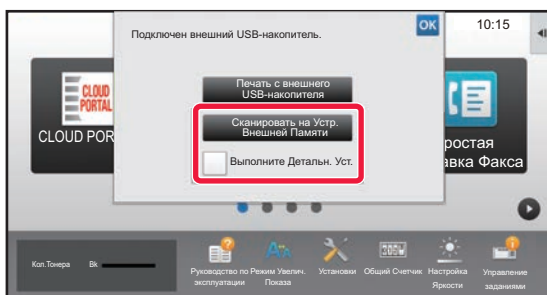 Подключен внешний USB-накопитель.
OK
10:15
Печать с внешнего
USB-накопителя
CLOUD
PORTAL
Сканировать на Устр.
Внешней Памяти
CLOUD POR
ростая
Выполните Детальн. Уст.
авка Факса
Кол.Тонера
Bk
Руководство по
эксплуатации
Режим Увелич.
Показа
Установки
Общий Счетчик
Настройка
Яркости
Управление
заданиями